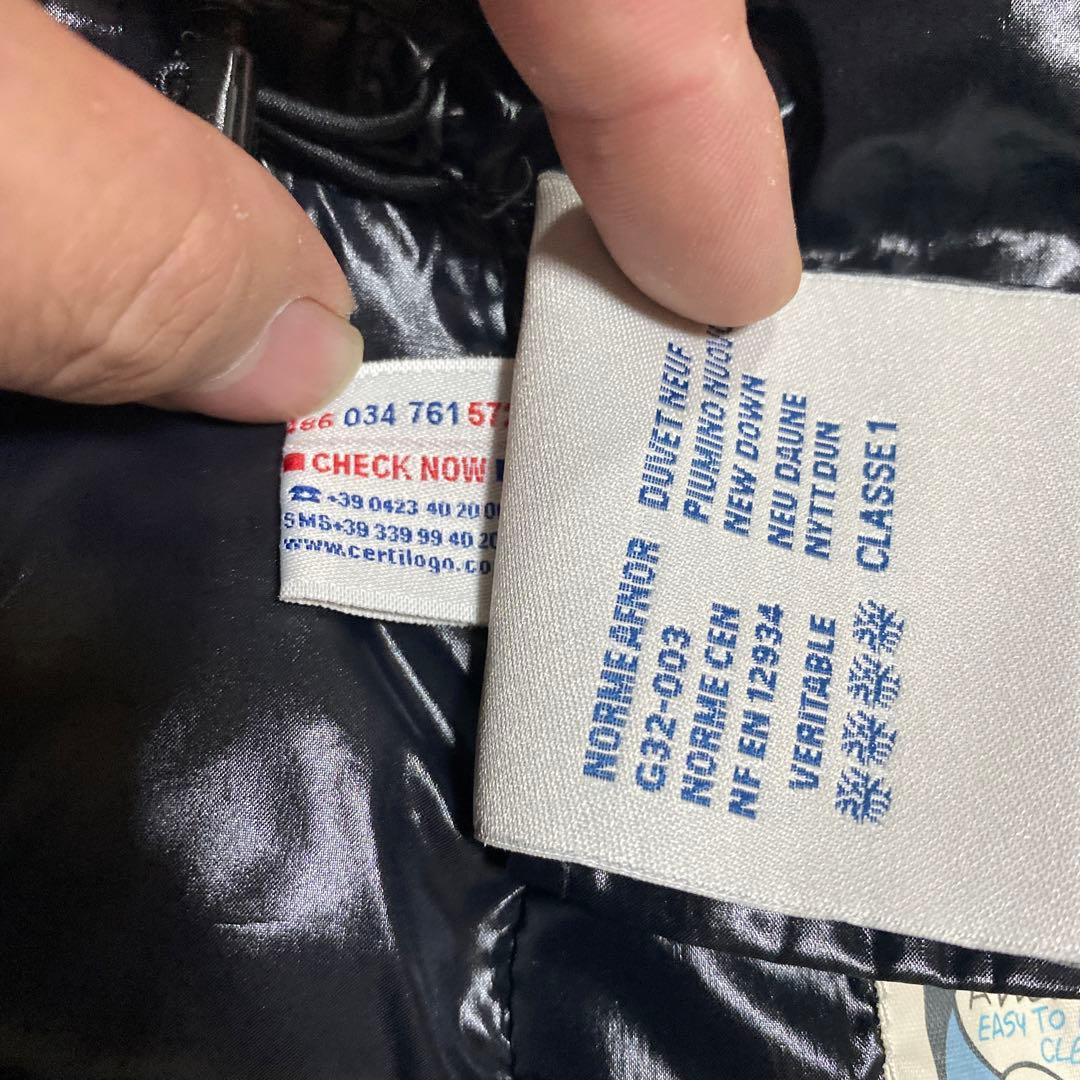 286 034 761 57
CHECK NOW
☎ +39 0423 40 20 0
SMS+39 339 99 40 20
www.certilogo.co
DUVET NEUF
PIUMINO NUOVO
NEW DOWN
NEU DAUNE
NYTT DUN
CLASSE 1
NORME AFNOR
G32-003
NORME CEN
NF EN 12934
VERITABLE
EASY TO
CLE